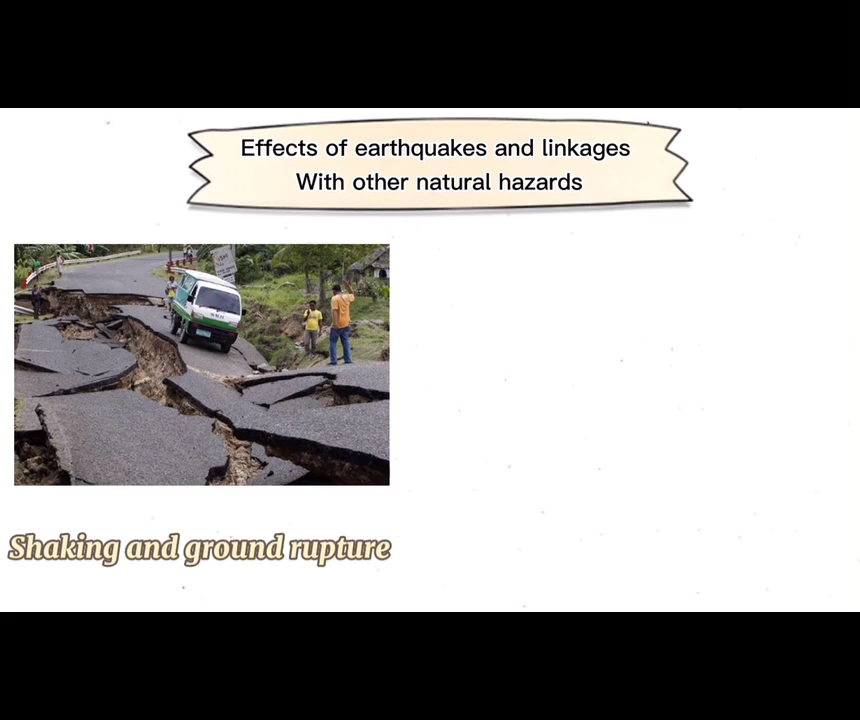 Effects of earthquakes and linkages
With other natural hazards
Shaking and ground rupture